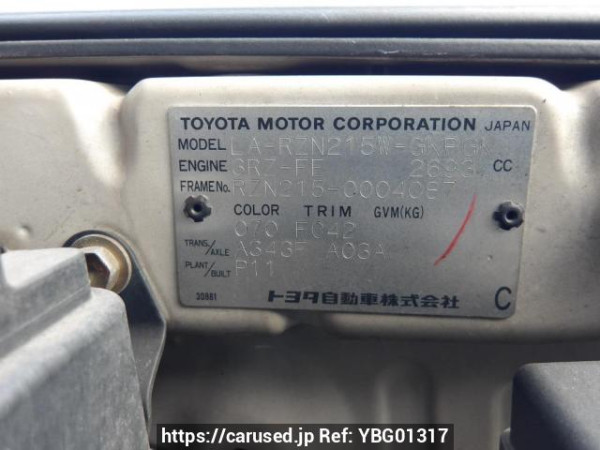 TOYOTA MOTOR CORPORATION JAPAN
MODEL LA-RZN215W-GKPGK
ENGINE 3RZ-FE 2693 CC
FRAME No. RZN215-0004087
COLOR TRIM GVM(KG)
070 FC42
TRANS./AXLE A343F A03A
PLANT/BUILT P11
30881
トヨタ自動車株式会社 C
https://carused.jp Ref: YBG01317